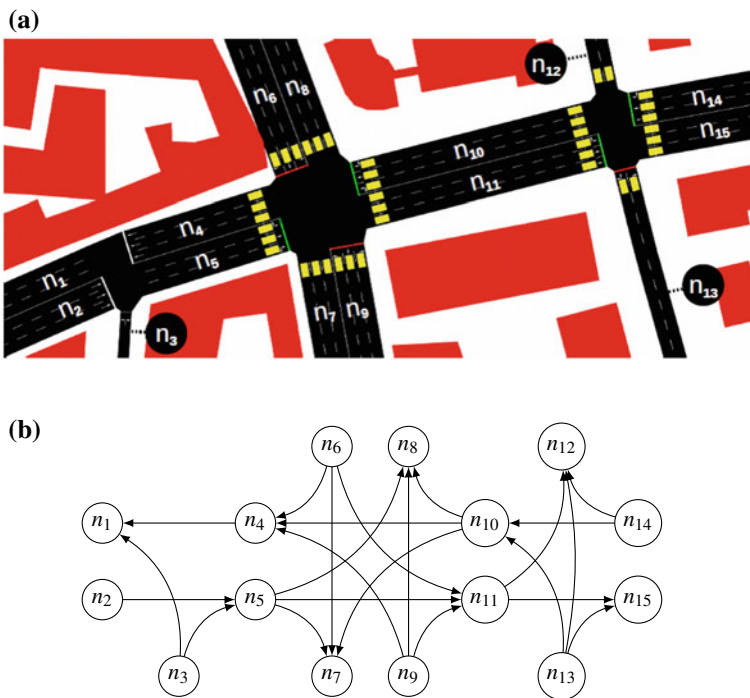 (a)
n₆ n₈ n₁₂
n₁₄
n₁₀ n₁₅
n₁₁
n₄
n₁ n₅
n₂ n₇ n₉ n₁₃
n₃
(b)
n₆ n₈ n₁₂
n₁ n₄ n₁₀ n₁₄
n₂ n₅ n₁₁ n₁₅
n₃ n₇ n₉ n₁₃